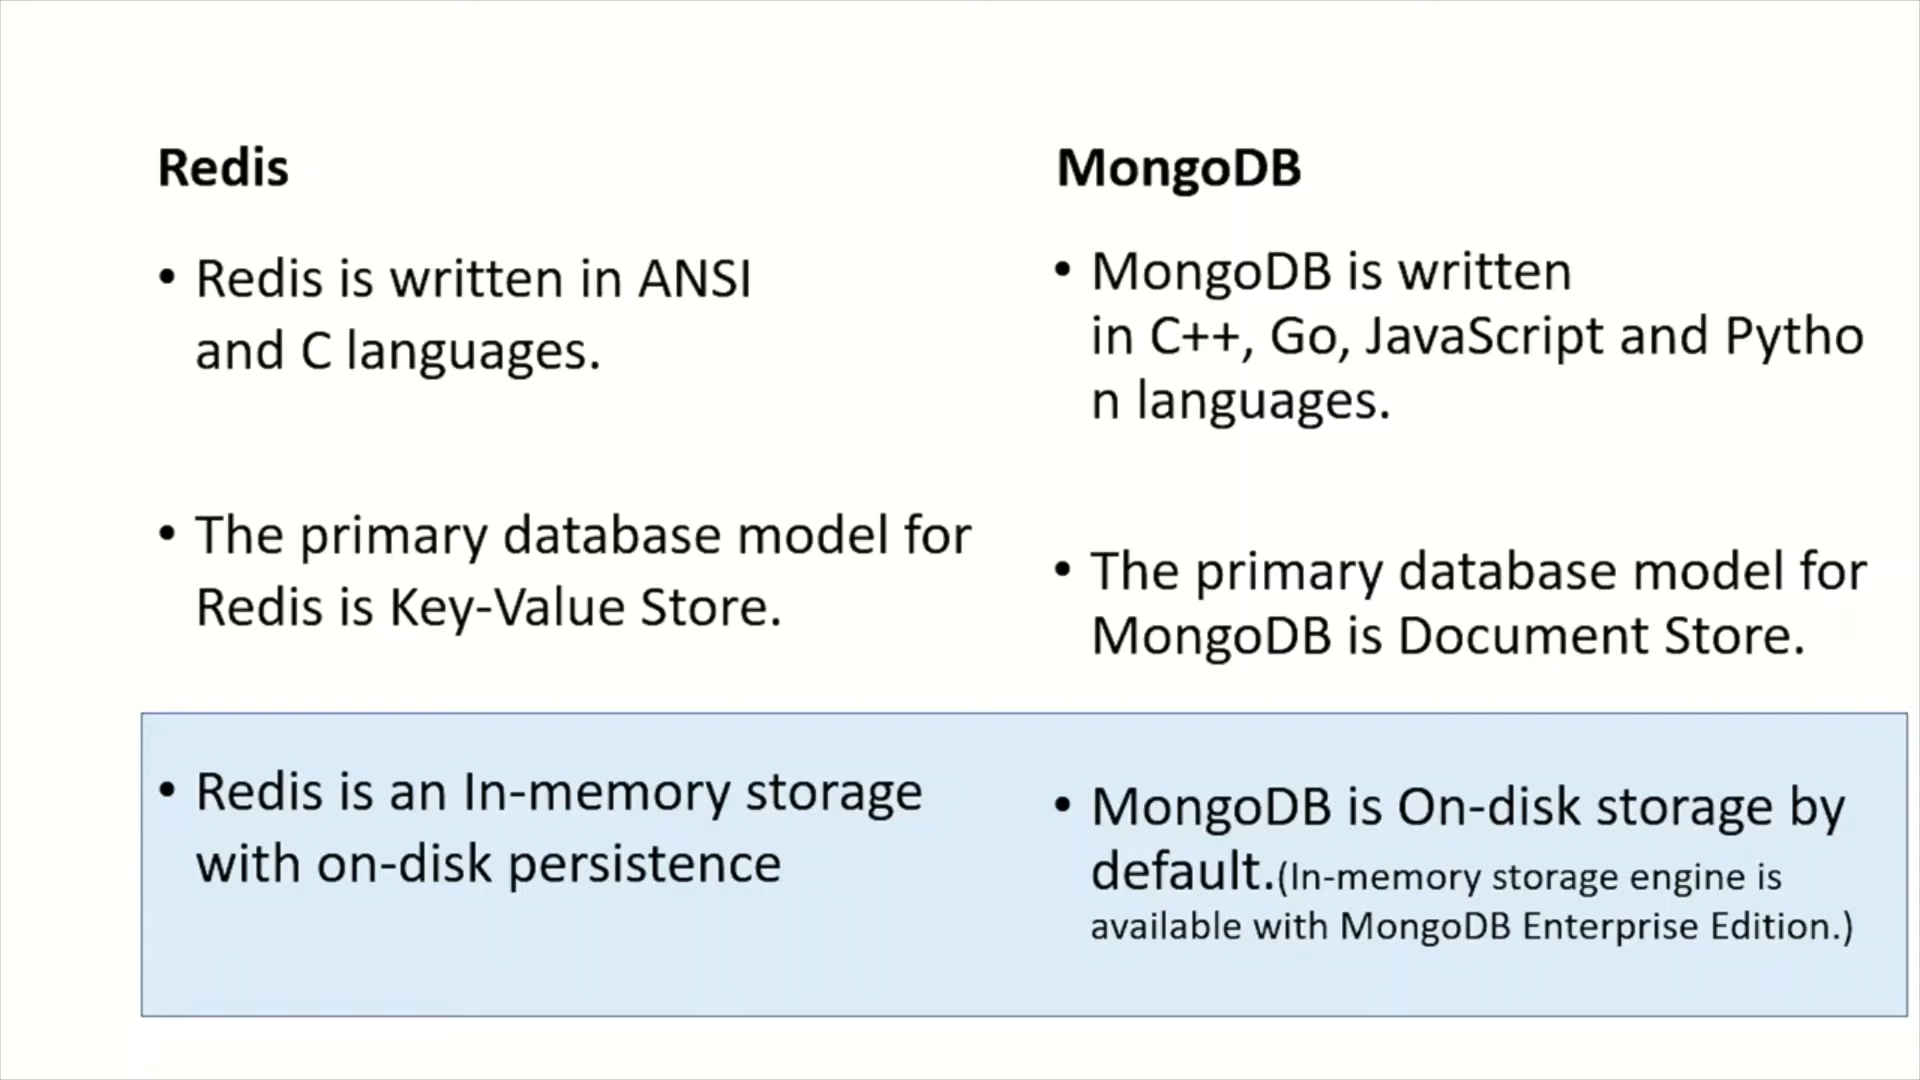 Redis
• Redis is written in ANSI
and C languages.
• The primary database model for
Redis is Key-Value Store.
• Redis is an In-memory storage
with on-disk persistence
MongoDB
• MongoDB is written
in C++, Go, JavaScript and Pytho
n languages.
• The primary database model for
MongoDB is Document Store.
• MongoDB is On-disk storage by
default.(In-memory storage engine is
available with MongoDB Enterprise Edition.)